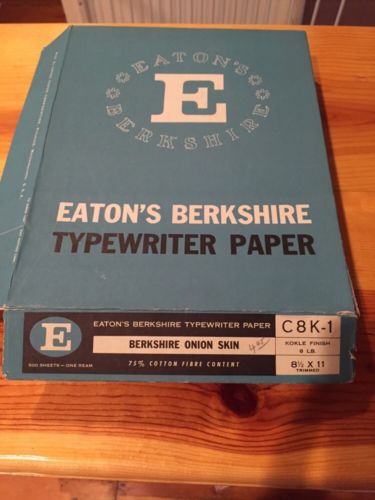 EATON'S
E
BERKSHIRE
EATON'S BERKSHIRE
TYPEWRITER PAPER
E
EATON'S BERKSHIRE TYPEWRITER PAPER
C8K-1
BERKSHIRE ONION SKIN
KOKLE FINISH
8 LB.
500 SHEETS—ONE REAM
75% COTTON FIBRE CONTENT
8½ X 11
TRIMMED